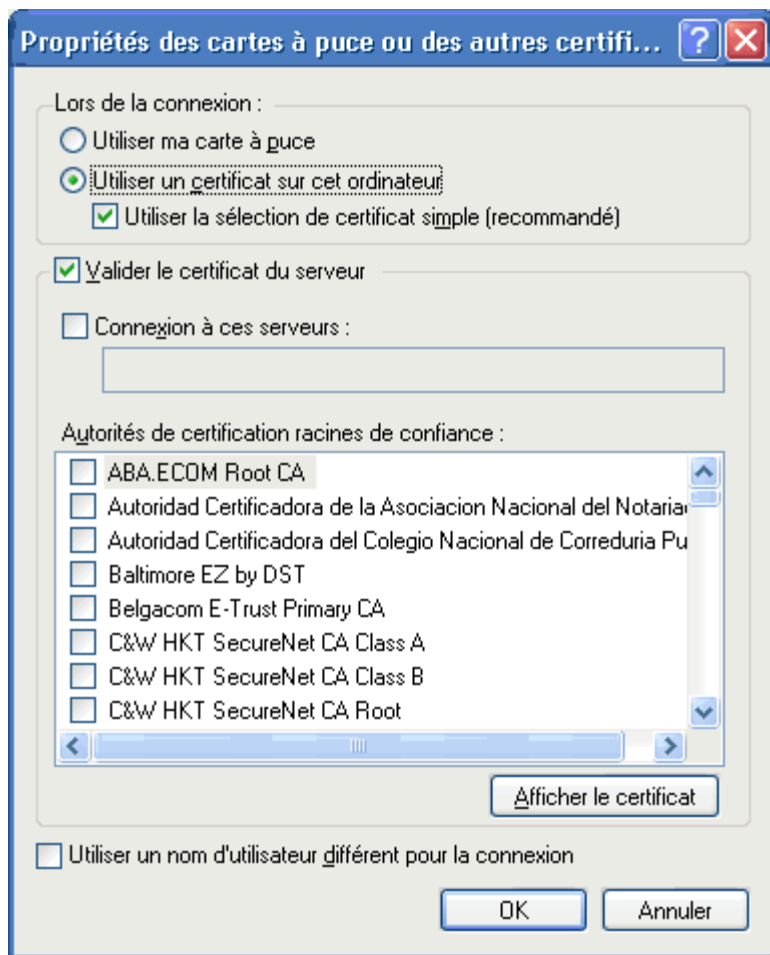 Propriétés des cartes à puce ou des autres certifi...
Lors de la connexion :
Utiliser ma carte à puce
Utiliser un certificat sur cet ordinateur
Utiliser la sélection de certificat simple (recommandé)
Valider le certificat du serveur
Connexion à ces serveurs :
Autorités de certification racines de confiance :
ABA.ECOM Root CA
Autoridad Certificadora de la Asociacion Nacional del Notaria
Autoridad Certificadora del Colegio Nacional de Correduria Pu
Baltimore EZ by DST
Belgacom E-Trust Primary CA
C&W HKT SecureNet CA Class A
C&W HKT SecureNet CA Class B
C&W HKT SecureNet CA Root
Afficher le certificat
Utiliser un nom d'utilisateur différent pour la connexion
OK Annuler